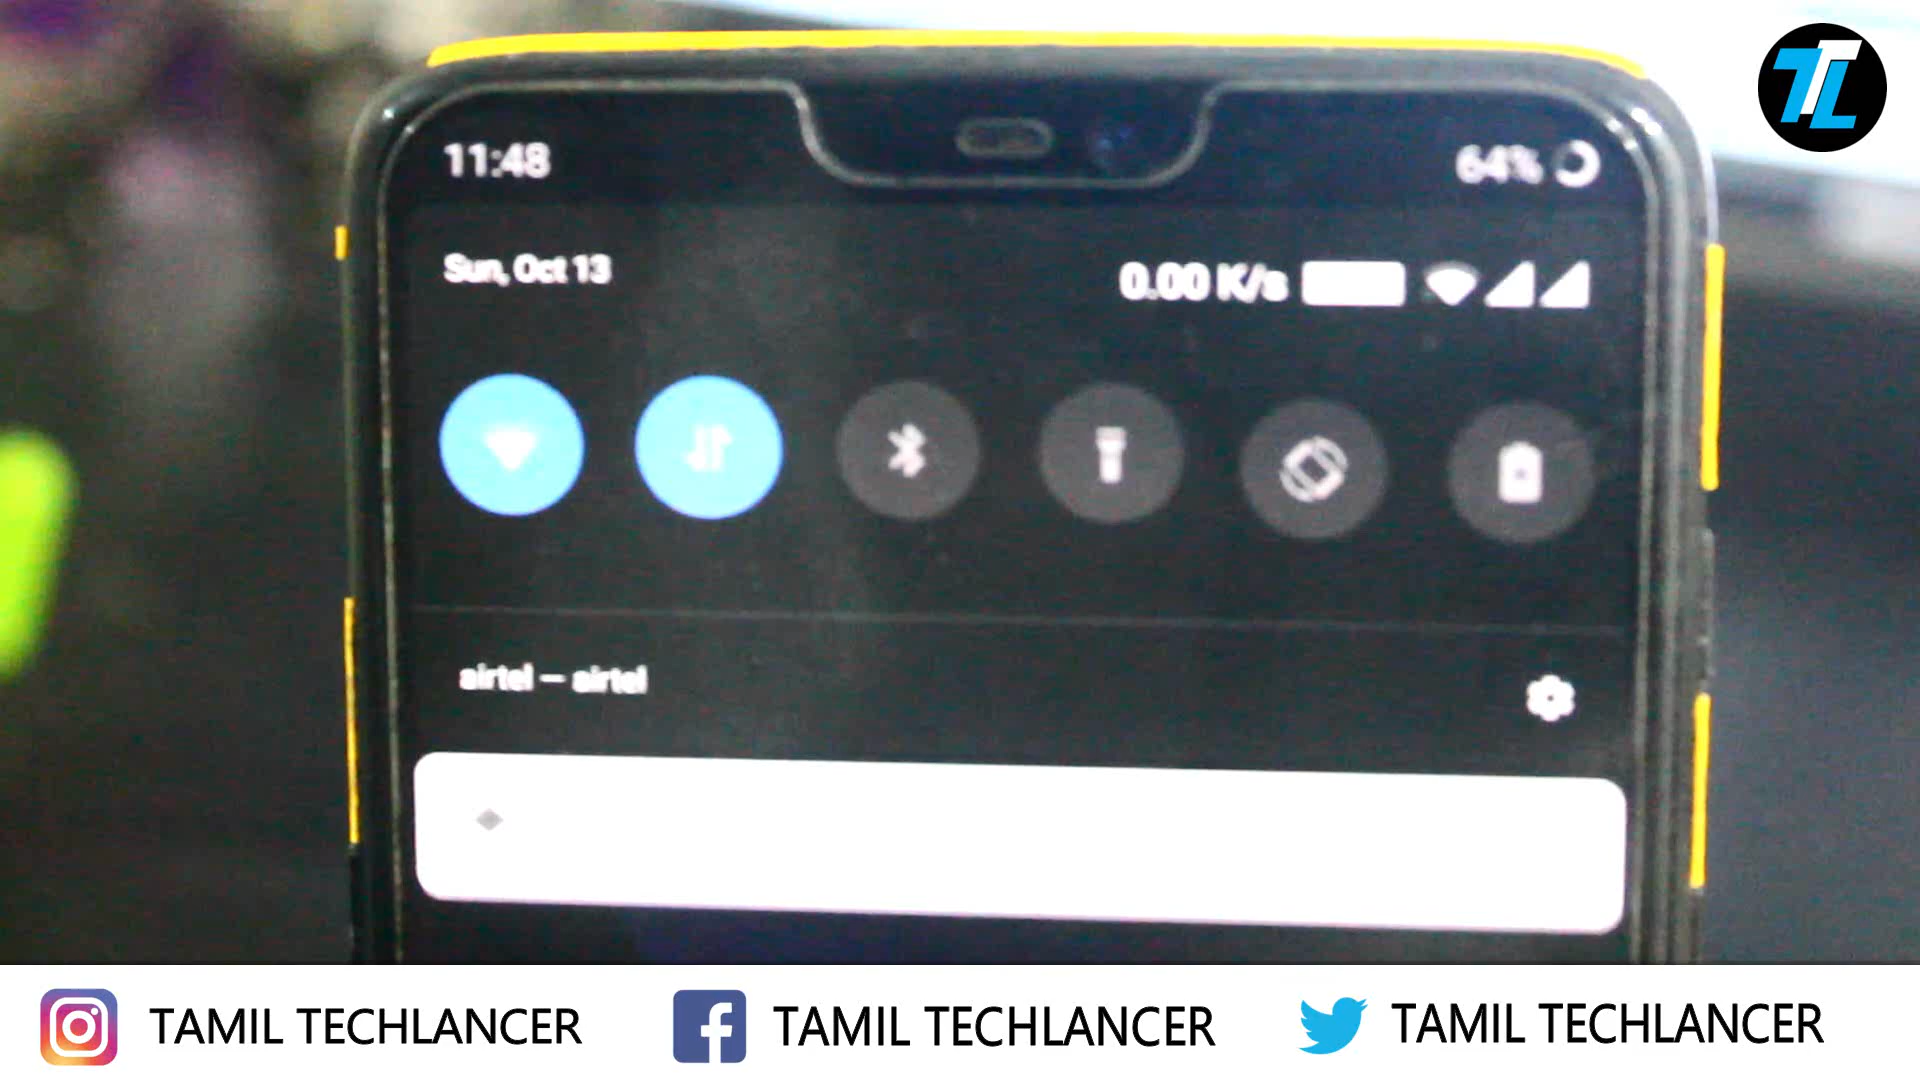 TL
11:48
64%
Sun, Oct 13
0.00 K/s
airtel — airtel
TAMIL TECHLANCER
TAMIL TECHLANCER
TAMIL TECHLANCER